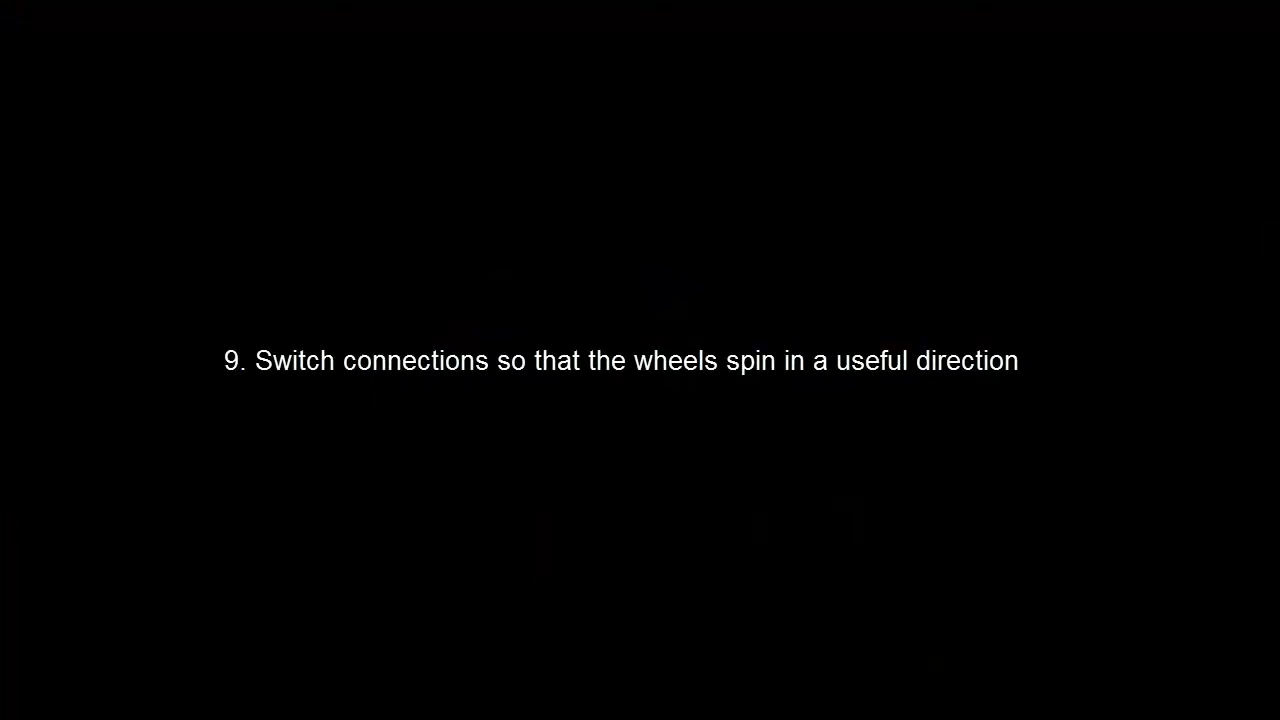 9. Switch connections so that the wheels spin in a useful direction